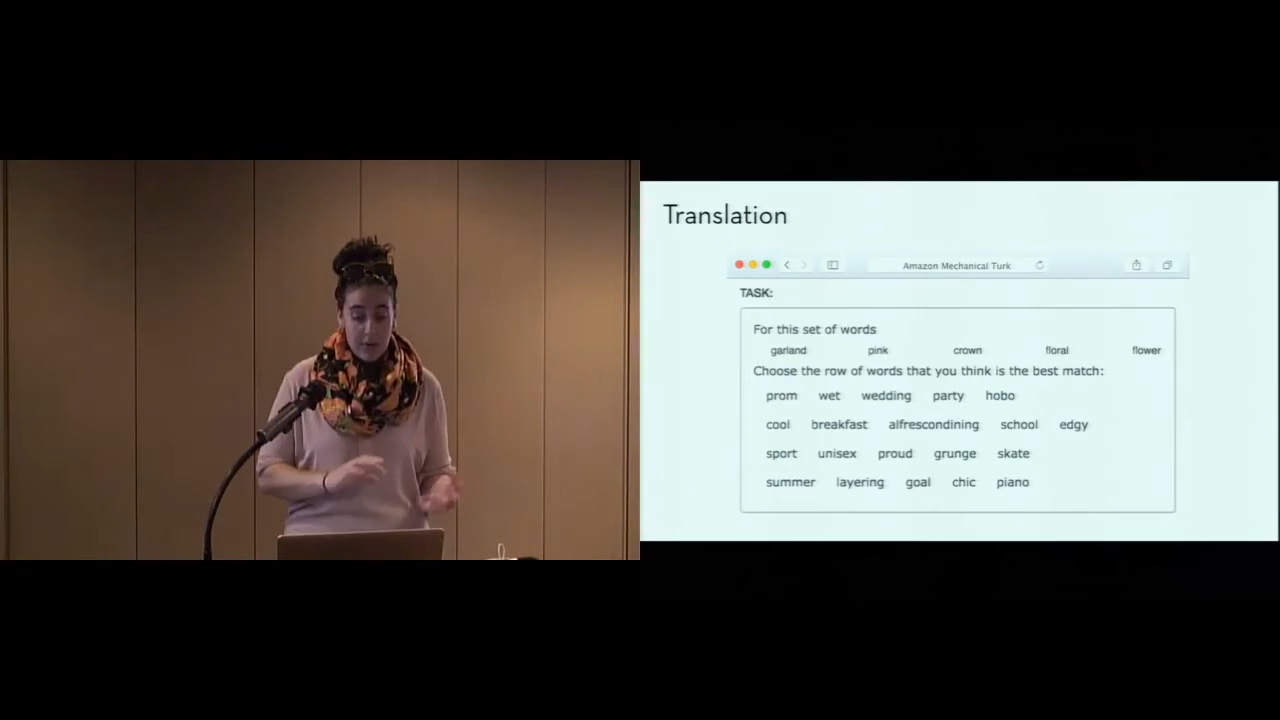 Translation
Amazon Mechanical Turk
TASK:
For this set of words
garland pink crown floral flower
Choose the row of words that you think is the best match:
prom wet wedding party hobo
cool breakfast alfrescondining school edgy
sport unisex proud grunge skate
summer layering goal chic piano